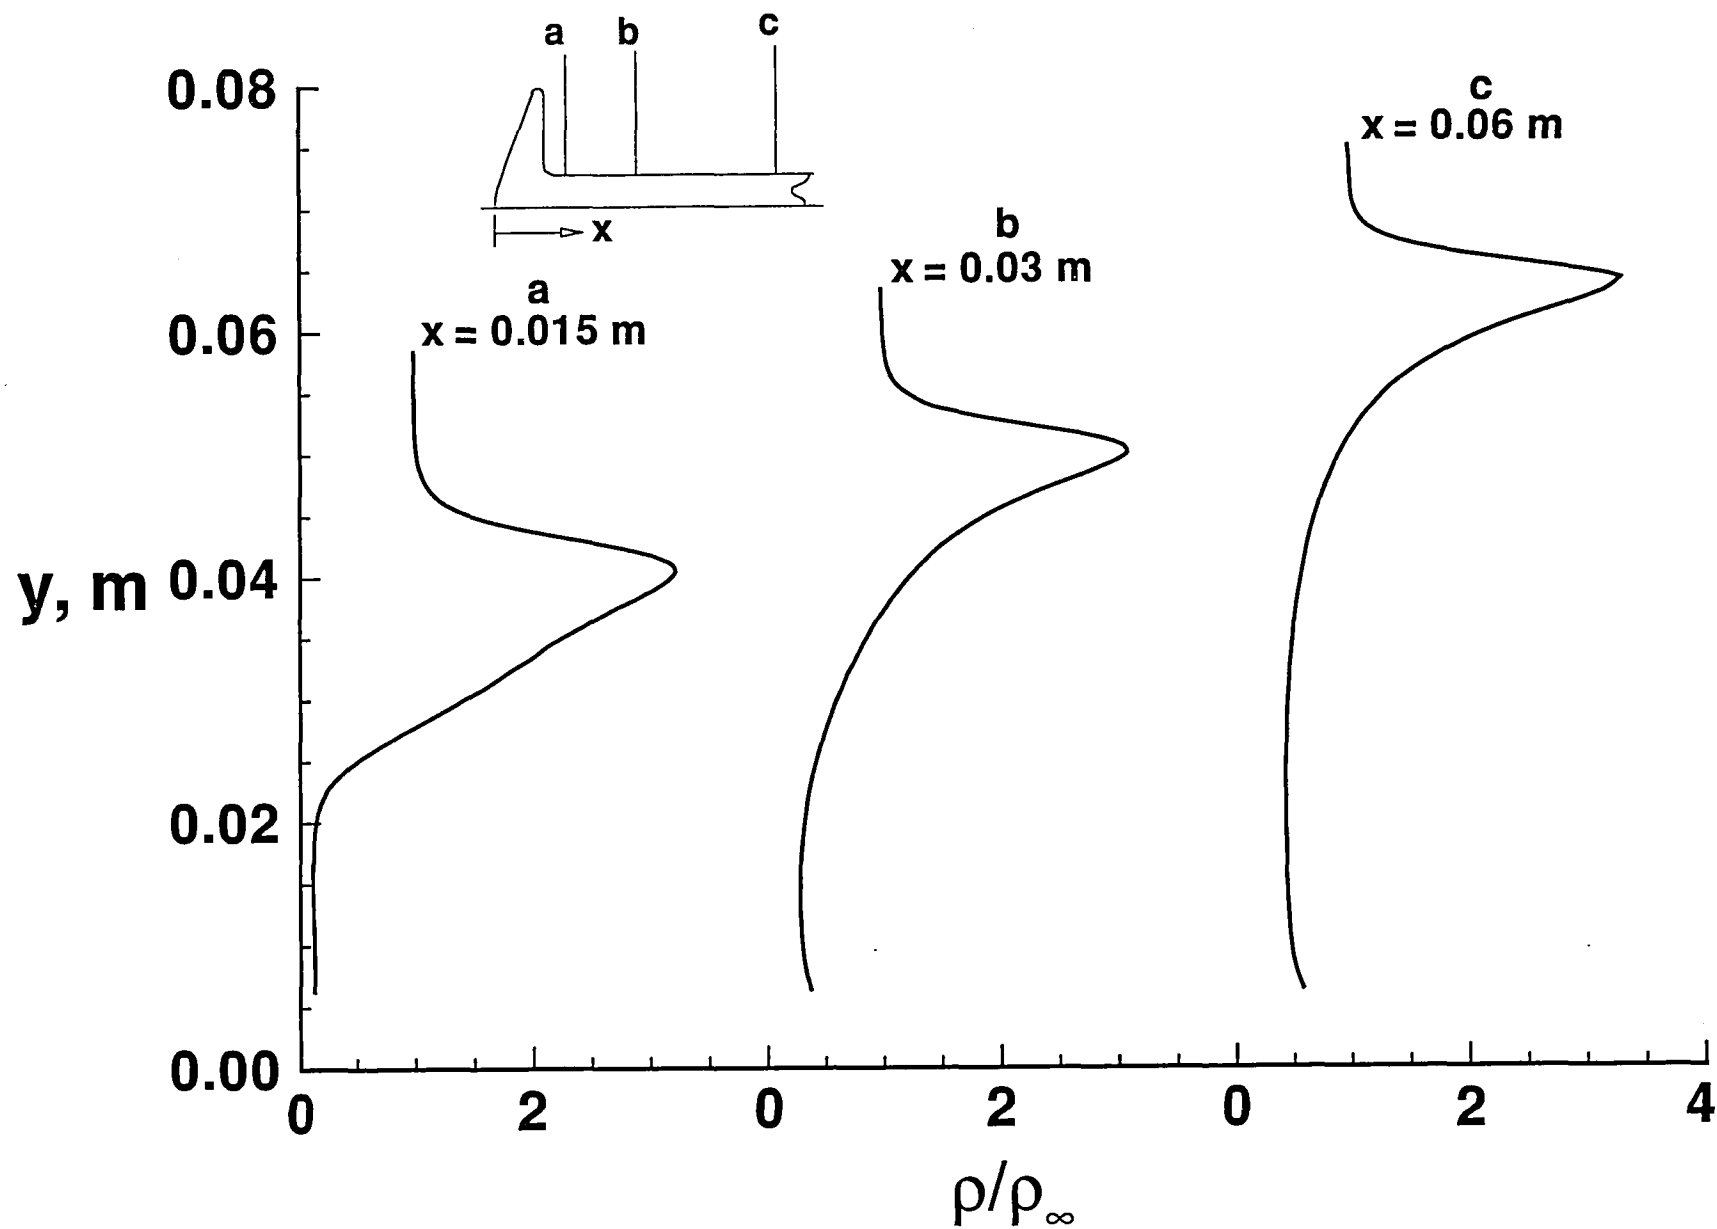 a b c
x
0.08
0.06
y, m 0.04
0.02
0.00
a
x = 0.015 m
b
x = 0.03 m
c
x = 0.06 m
0 2 0 2 0 2 4
ρ/ρ∞